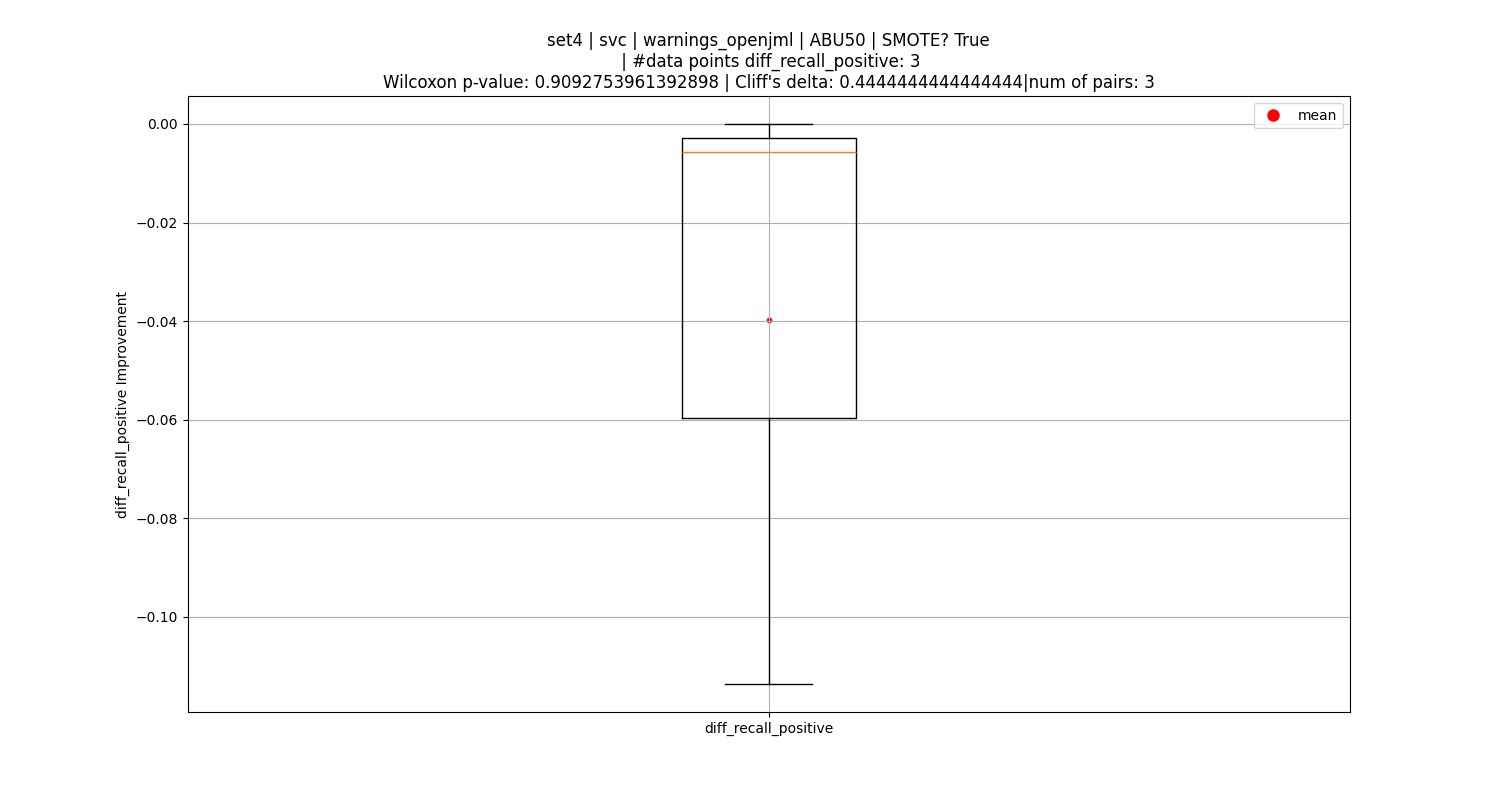 set4 | svc | warnings_openjml | ABU50 | SMOTE? True
| #data points diff_recall_positive: 3
Wilcoxon p-value: 0.9092753961392898 | Cliff's delta: 0.4444444444444444|num of pairs: 3
mean
0.00
−0.02
−0.04
−0.06
−0.08
−0.10
diff_recall_positive Improvement
diff_recall_positive